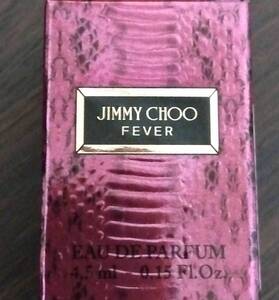 JIMMY CHOO
FEVER
EAU DE PARFUM
4.5 ml 0.15 Fl.Oz.